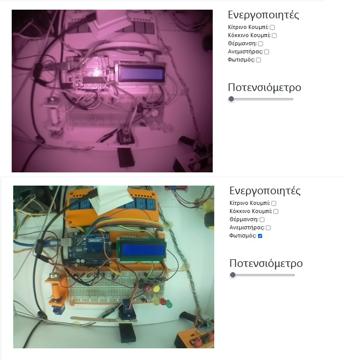 Ενεργοποιητές
Κίτρινο Κουμπί:
Κόκκινο Κουμπί:
Θέρμανση:
Ανεμιστήρας:
Φωτισμός:
Ποτενσιόμετρο
Ενεργοποιητές
Κίτρινο Κουμπί:
Κόκκινο Κουμπί:
Θέρμανση:
Ανεμιστήρας:
Φωτισμός:
Ποτενσιόμετρο